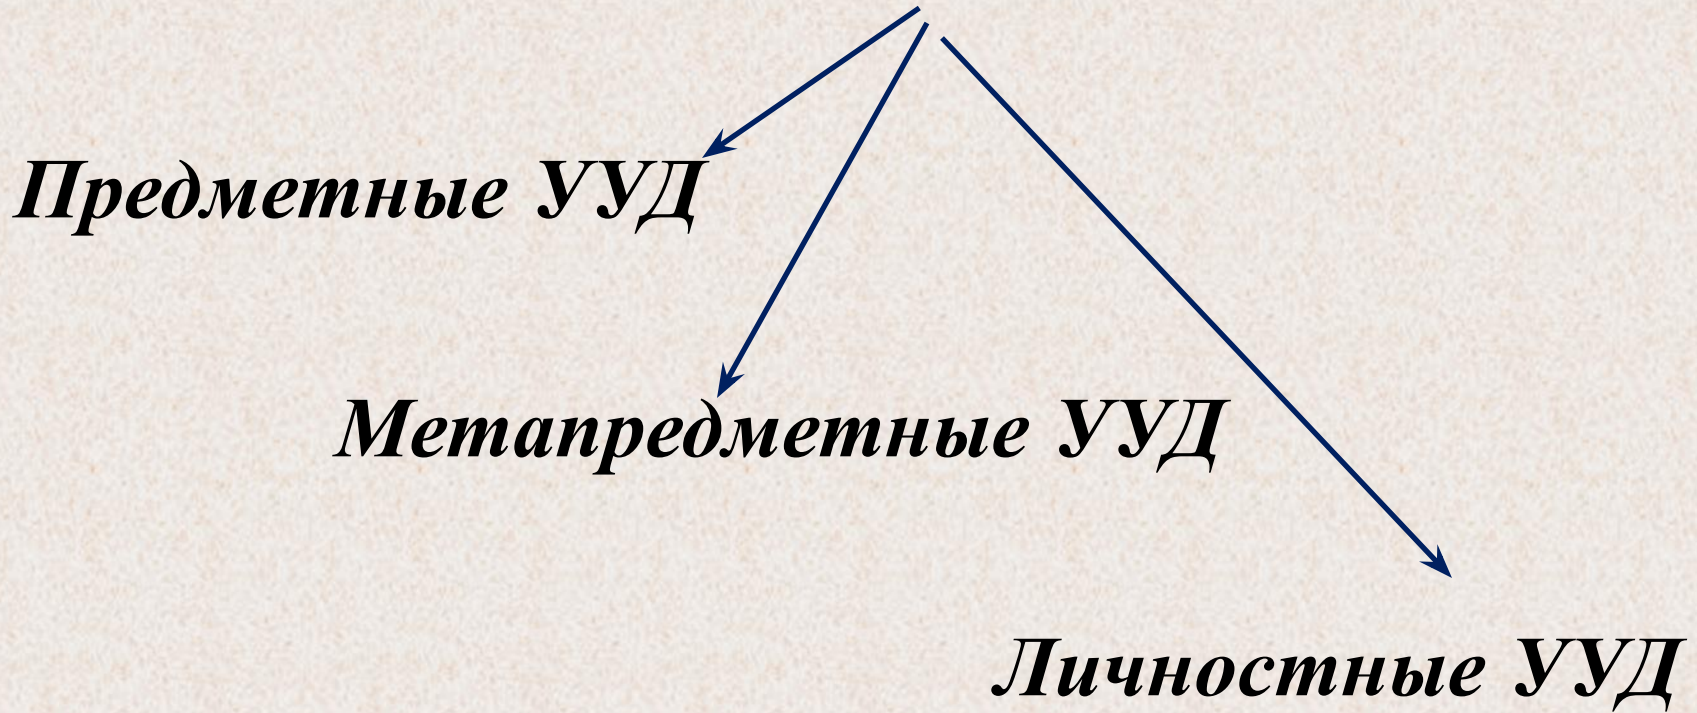 Предметные УУД
Метапредметные УУД
Личностные УУД